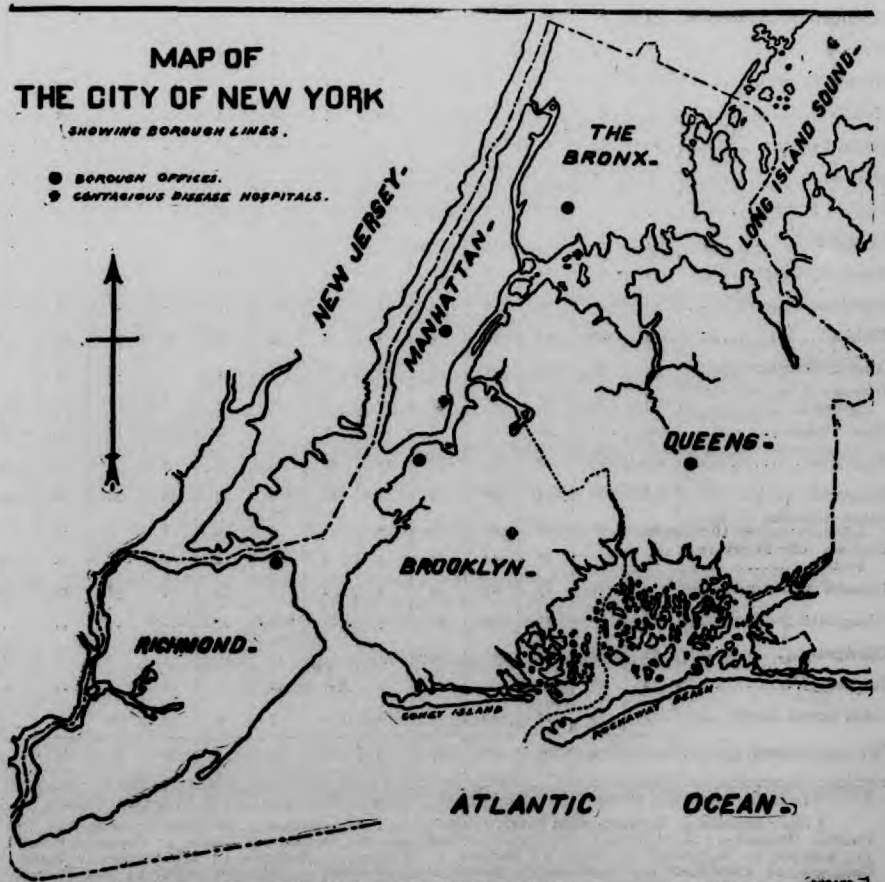 MAP OF
THE CITY OF NEW YORK
SHOWING BOROUGH LINES.
BOROUGH OFFICES.
CONTAGIOUS DISEASE HOSPITALS.
NEW JERSEY-
MANHATTAN-
THE
BRONX-
LONG ISLAND SOUND-
QUEENS-
BROOKLYN-
RICHMOND-
CONEY ISLAND
ROCKAWAY BEACH
ATLANTIC OCEAN-